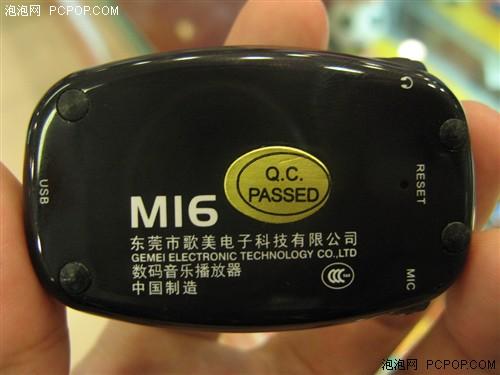 泡泡网 PCPOP.COM
Q.C.
PASSED
USB
RESET
MIC
M16
东莞市歌美电子科技有限公司
GEMEI ELECTRONIC TECHNOLOGY CO.,LTD
数码音乐播放器
中国制造
泡泡网 PCPOP.COM